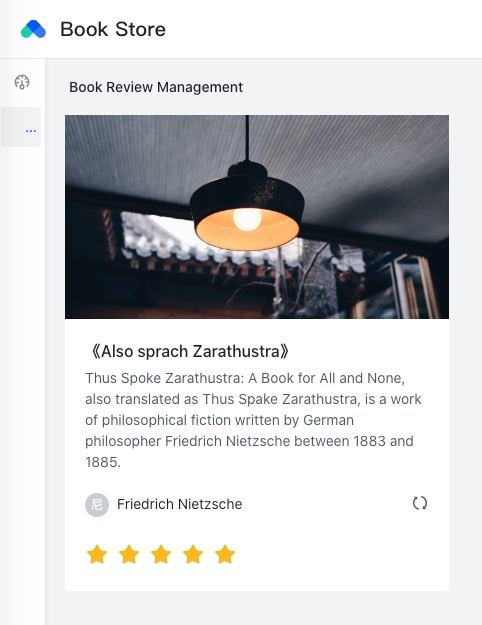 Book Store
Book Review Management
《Also sprach Zarathustra》
Thus Spoke Zarathustra: A Book for All and None,
also translated as Thus Spake Zarathustra, is a work
of philosophical fiction written by German
philosopher Friedrich Nietzsche between 1883 and
1885.
尼 Friedrich Nietzsche